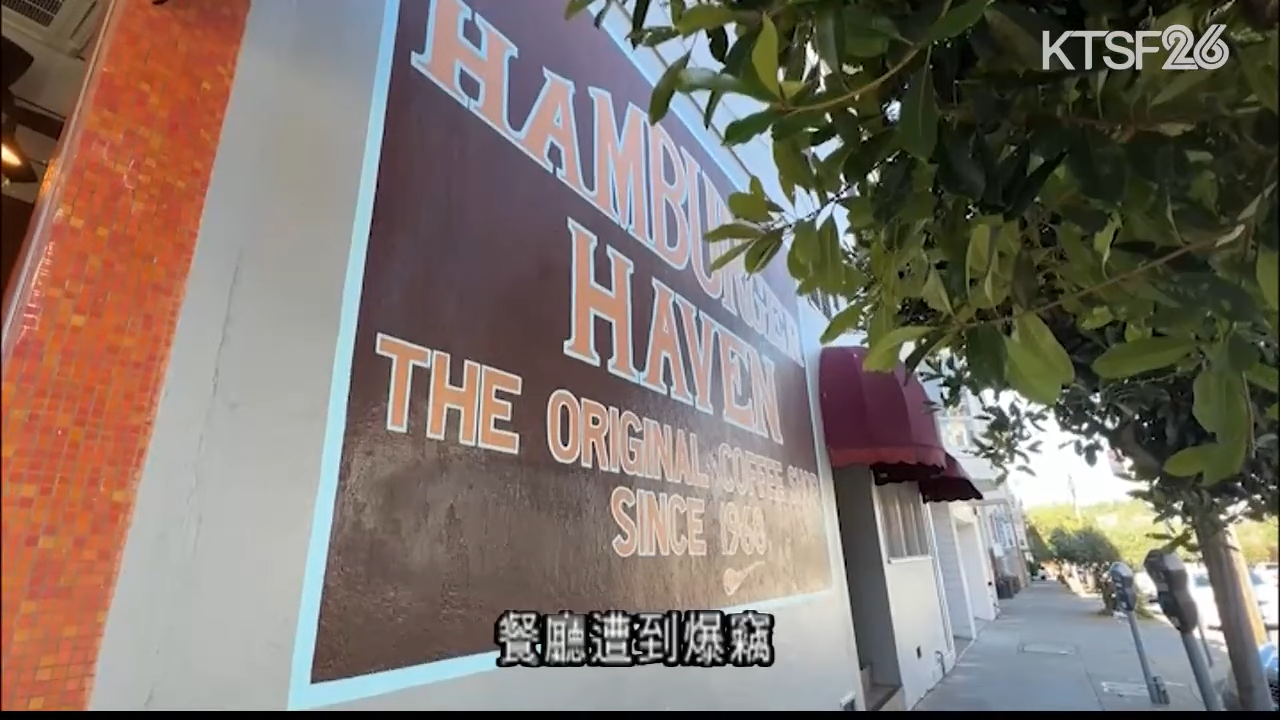 KTSF26
HAMBURGER
HAVEN
THE ORIGINAL COFFEE SHOP
SINCE 1968
餐廳遭到爆竊